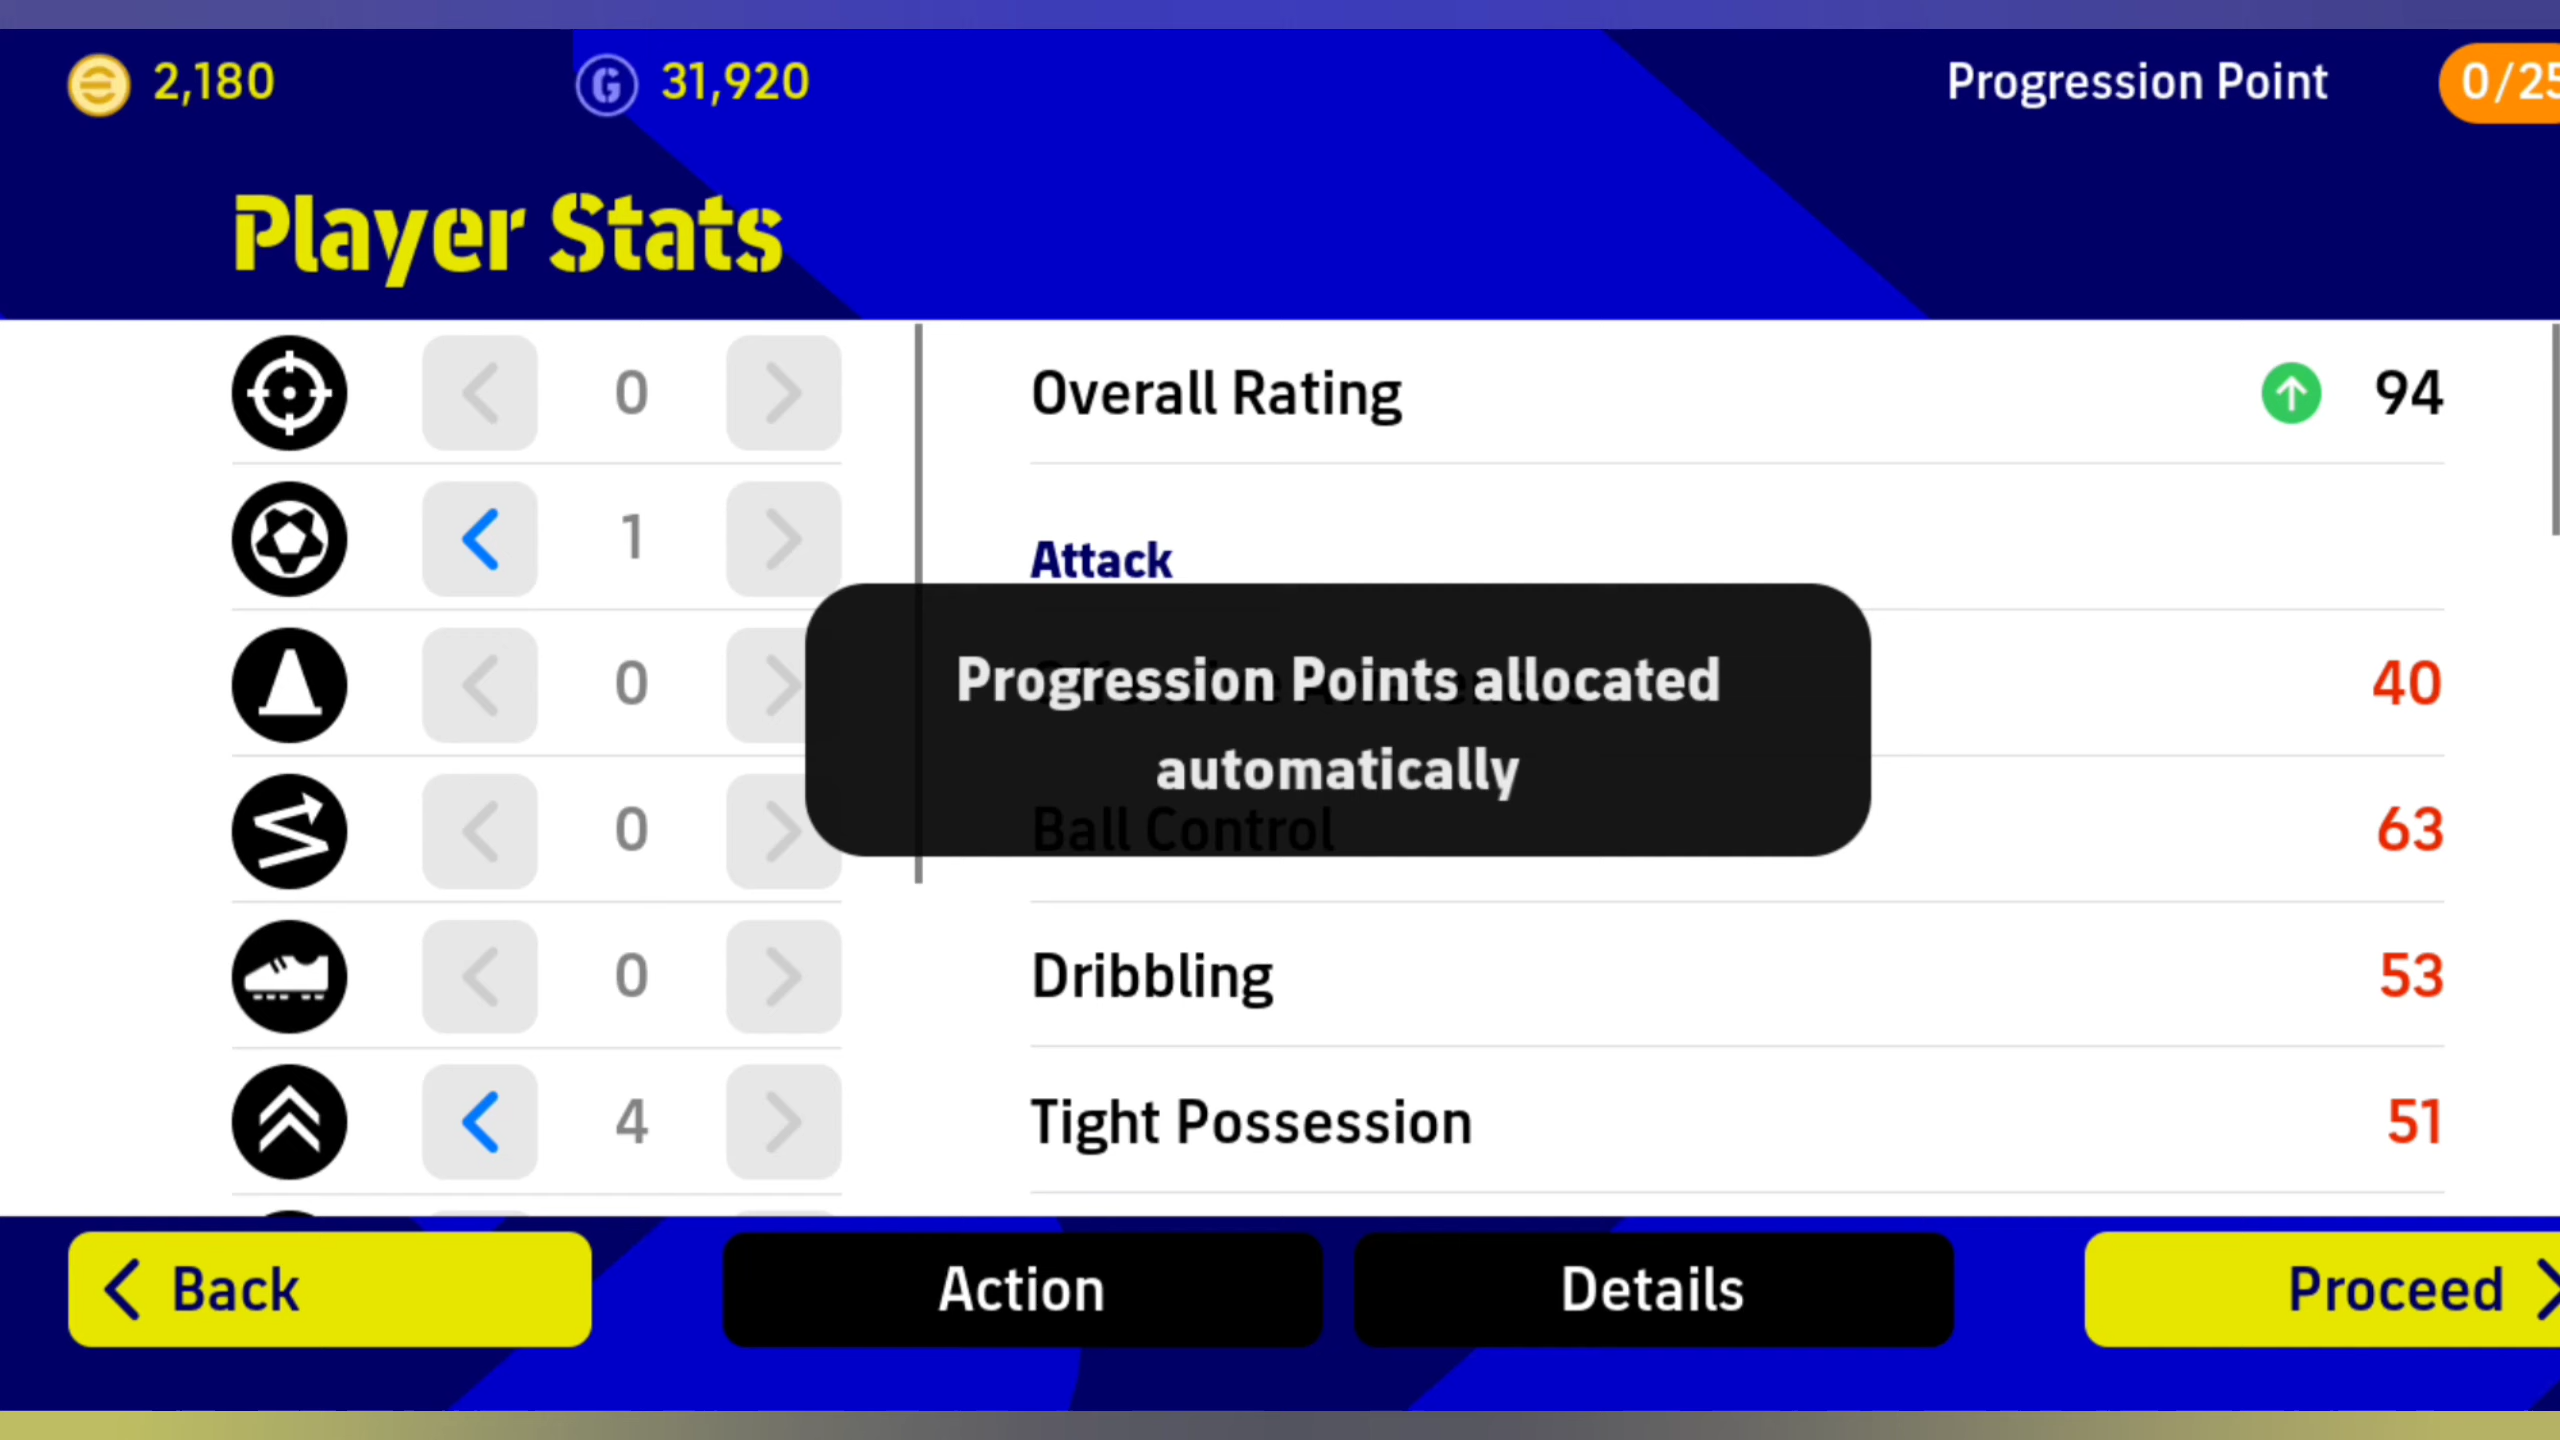 2,180
31,920
Progression Point
0/25
Player Stats
0
Overall Rating
94
1
Attack
0
Progression Points allocated
automatically
40
0
Ball Control
63
0
Dribbling
53
4
Tight Possession
51
Back
Action
Details
Proceed